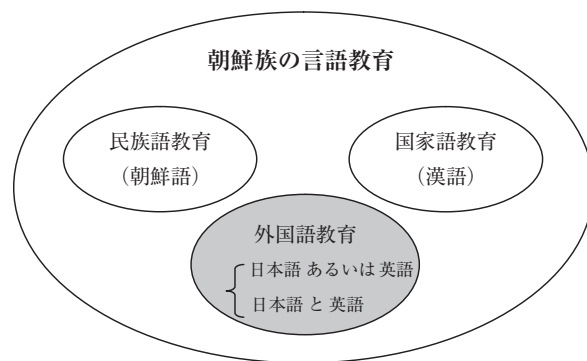 朝鮮族の言語教育
民族語教育
（朝鮮語）
国家語教育
（漢語）
外国語教育
日本語 あるいは 英語
日本語 と 英語